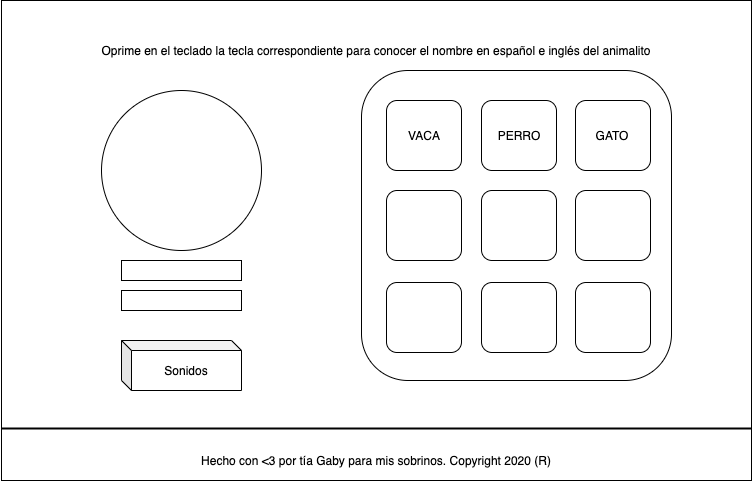 Oprime en el teclado la tecla correspondiente para conocer el nombre en español e inglés del animalito
VACA
PERRO
GATO
Sonidos
Hecho con <3 por tía Gaby para mis sobrinos. Copyright 2020 (R)